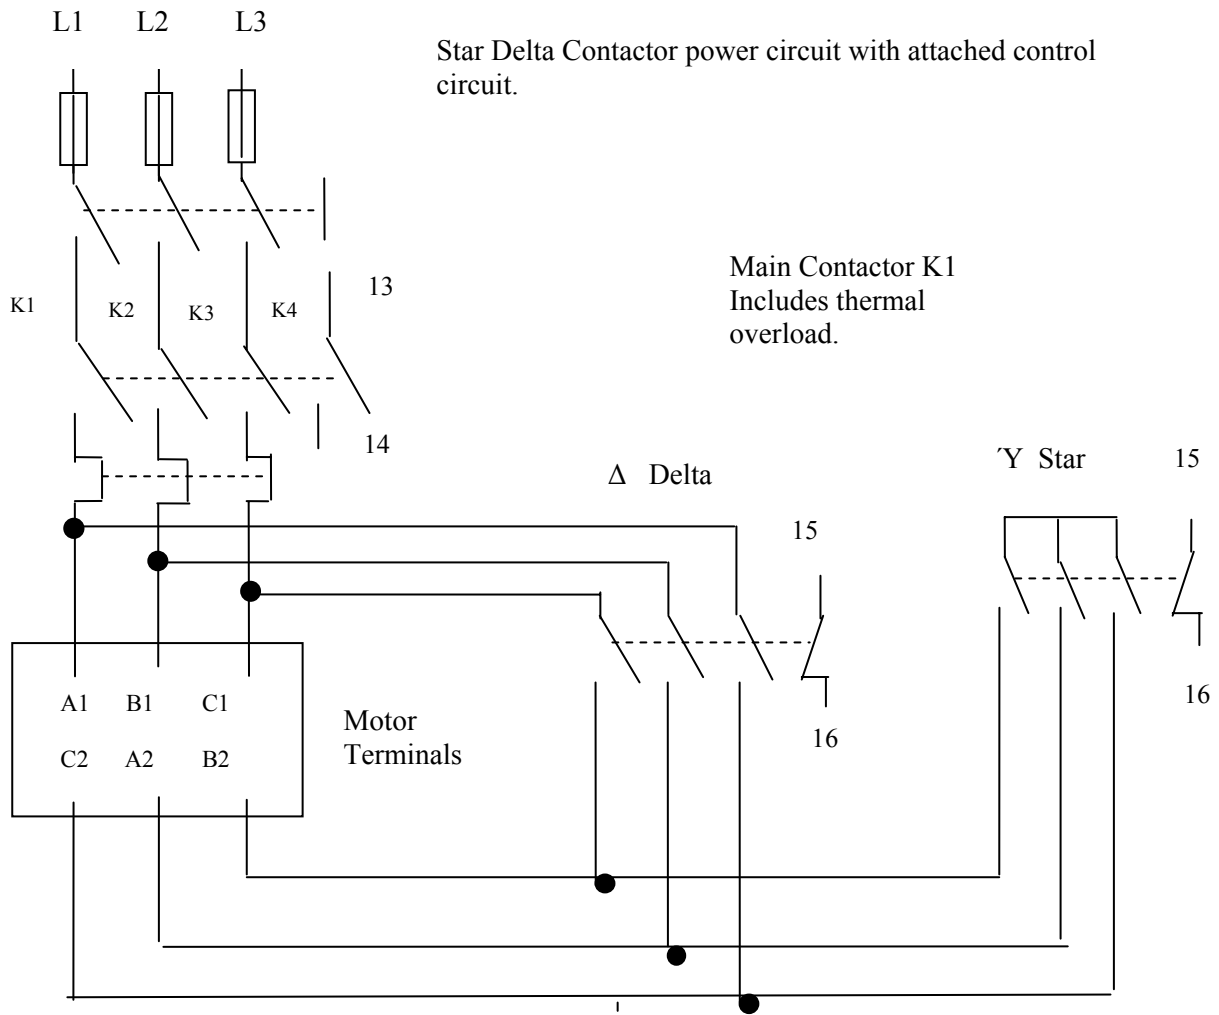 L1 L2 L3
Star Delta Contactor power circuit with attached control
circuit.
Main Contactor K1
Includes thermal
overload.
13
K1 K2 K3 K4
14
Δ Delta
Ύ Star
15
15
A1 B1 C1
C2 A2 B2
Motor
Terminals
16
16